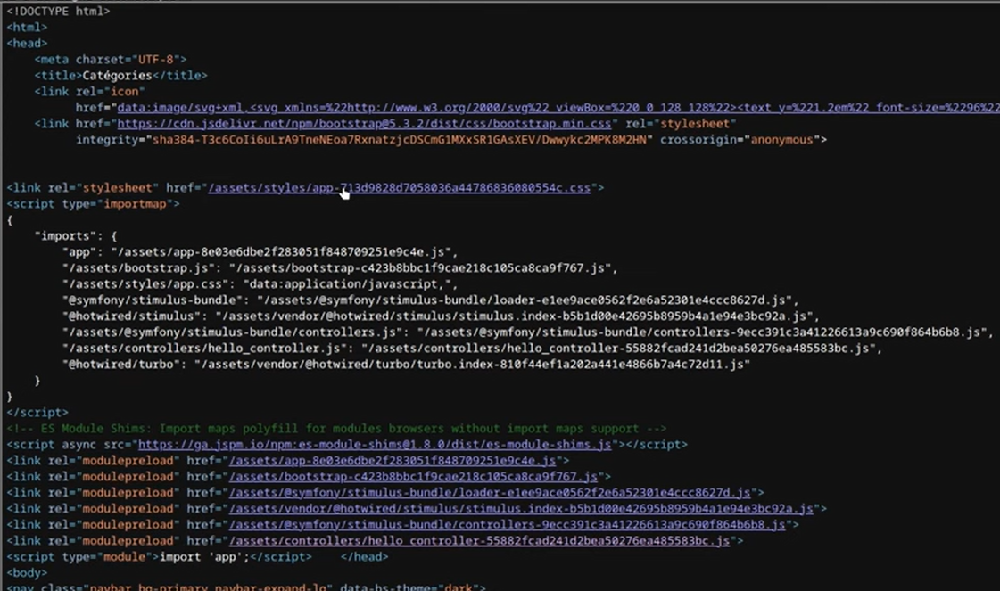 <!DOCTYPE html>
<html>
<head>
    <meta charset="UTF-8">
    <title>Catégories</title>
    <link rel="icon"
          href="data:image/svg+xml,<svg xmlns=%22http://www.w3.org/2000/svg%22 viewBox=%220 0 128 128%22><text y=%221.2em%22 font-size=%2296%22
    <link href="https://cdn.jsdelivr.net/npm/bootstrap@5.3.2/dist/css/bootstrap.min.css" rel="stylesheet"
          integrity="sha384-T3c6CoIi6uLrA9TneNEoa7RxnatzjcDSCmG1MXxSR1GAsXEV/Dwwykc2MPK8M2HN" crossorigin="anonymous">
<link rel="stylesheet" href="/assets/styles/app-713d9828d7058036a44786836080554c.css">
<script type="importmap">
{
    "imports": {
        "app": "/assets/app-8e03e6dbe2f283051f848709251e9c4e.js",
        "/assets/bootstrap.js": "/assets/bootstrap-c423b8bbc1f9cae218c105ca8ca9f767.js",
        "/assets/styles/app.css": "data:application/javascript,",
        "@symfony/stimulus-bundle": "/assets/@symfony/stimulus-bundle/loader-e1ee9ace0562f2e6a52301e4ccc8627d.js",
        "@hotwired/stimulus": "/assets/vendor/@hotwired/stimulus/stimulus.index-b5b1d00e42695b8959b4a1e94e3bc92a.js",
        "/assets/@symfony/stimulus-bundle/controllers.js": "/assets/@symfony/stimulus-bundle/controllers-9ecc391c3a41226613a9c690f864b6b8.js",
        "/assets/controllers/hello_controller.js": "/assets/controllers/hello_controller-55882fcad241d2bea50276ea485583bc.js",
        "@hotwired/turbo": "/assets/vendor/@hotwired/turbo/turbo.index-810f44ef1a202a441e4866b7a4c72d11.js"
    }
}
</script>
<!-- ES Module Shims: Import maps polyfill for modules browsers without import maps support -->
<script async src="https://ga.jspm.io/npm:es-module-shims@1.8.0/dist/es-module-shims.js"></script>
<link rel="modulepreload" href="/assets/app-8e03e6dbe2f283051f848709251e9c4e.js">
<link rel="modulepreload" href="/assets/bootstrap-c423b8bbc1f9cae218c105ca8ca9f767.js">
<link rel="modulepreload" href="/assets/@symfony/stimulus-bundle/loader-e1ee9ace0562f2e6a52301e4ccc8627d.js">
<link rel="modulepreload" href="/assets/vendor/@hotwired/stimulus/stimulus.index-b5b1d00e42695b8959b4a1e94e3bc92a.js">
<link rel="modulepreload" href="/assets/@symfony/stimulus-bundle/controllers-9ecc391c3a41226613a9c690f864b6b8.js">
<link rel="modulepreload" href="/assets/controllers/hello_controller-55882fcad241d2bea50276ea485583bc.js">
<script type="module">import 'app';</script>    </head>
<body>
<nav class="navbar bg-primary navbar-expand-lg" data-bs-theme="dark">